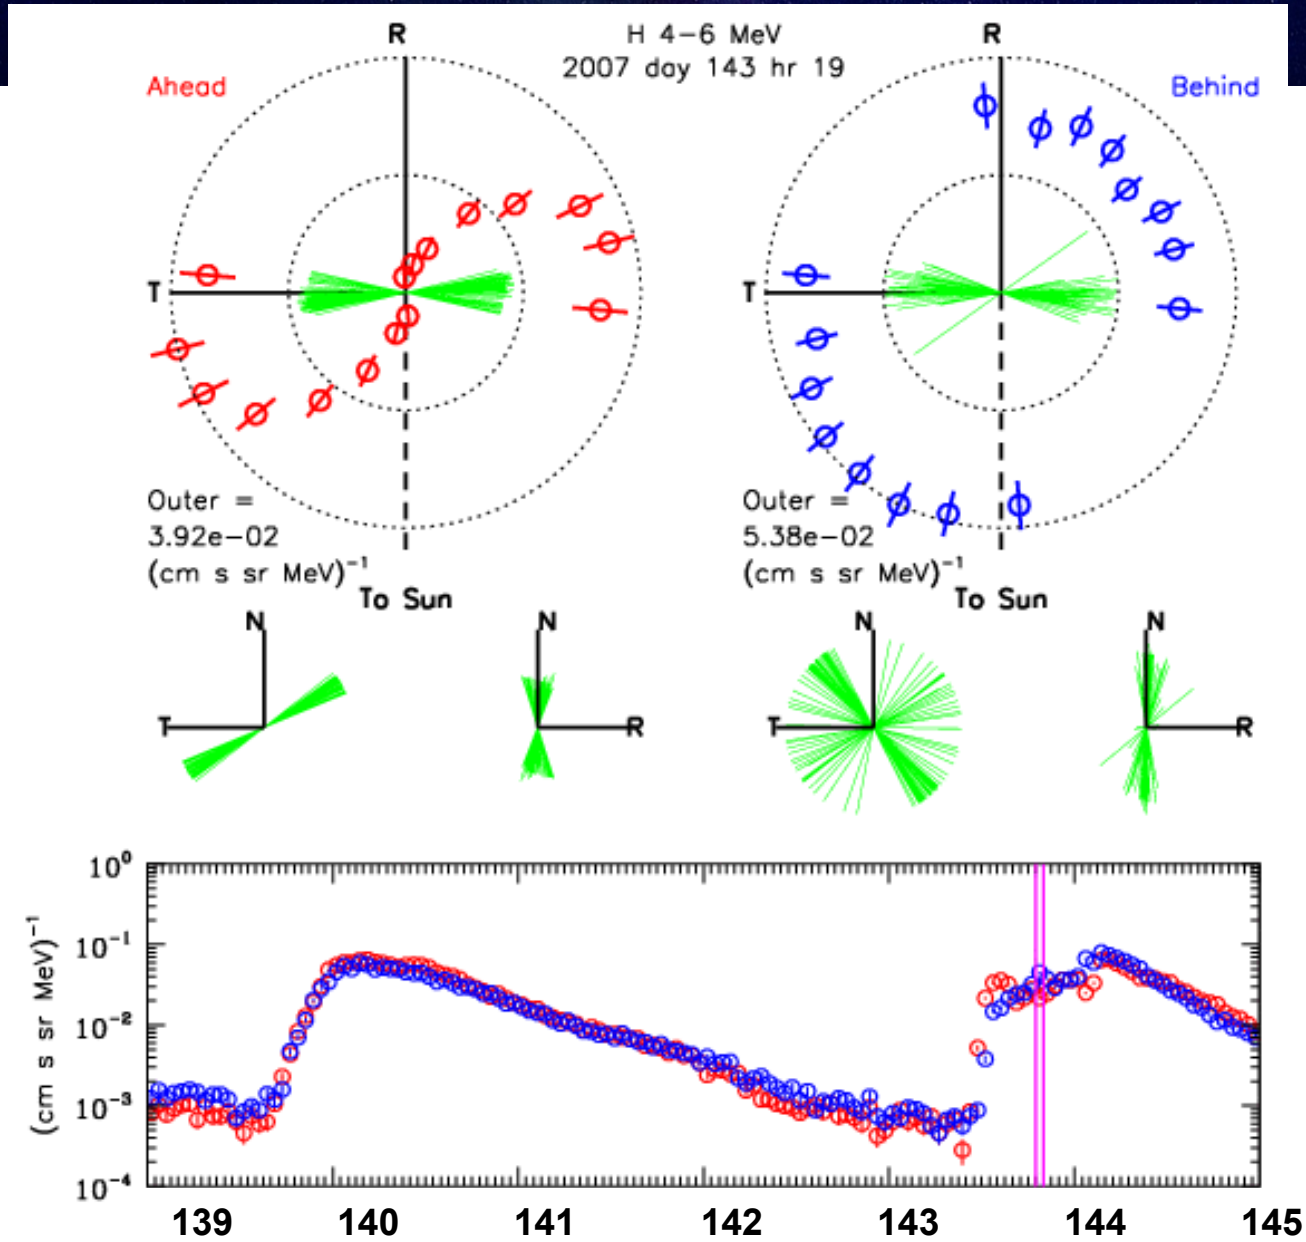 R
H 4-6 MeV
R
2007 day 143 hr 19
Ahead
Behind
T
T
Outer =
3.92e-02
(cm s sr MeV)⁻¹
To Sun
Outer =
5.38e-02
(cm s sr MeV)⁻¹
To Sun
N
N
N
N
T
R
T
R
10⁰
10⁻¹
10⁻²
10⁻³
10⁻⁴
(cm s sr MeV)⁻¹
139 140 141 142 143 144 145